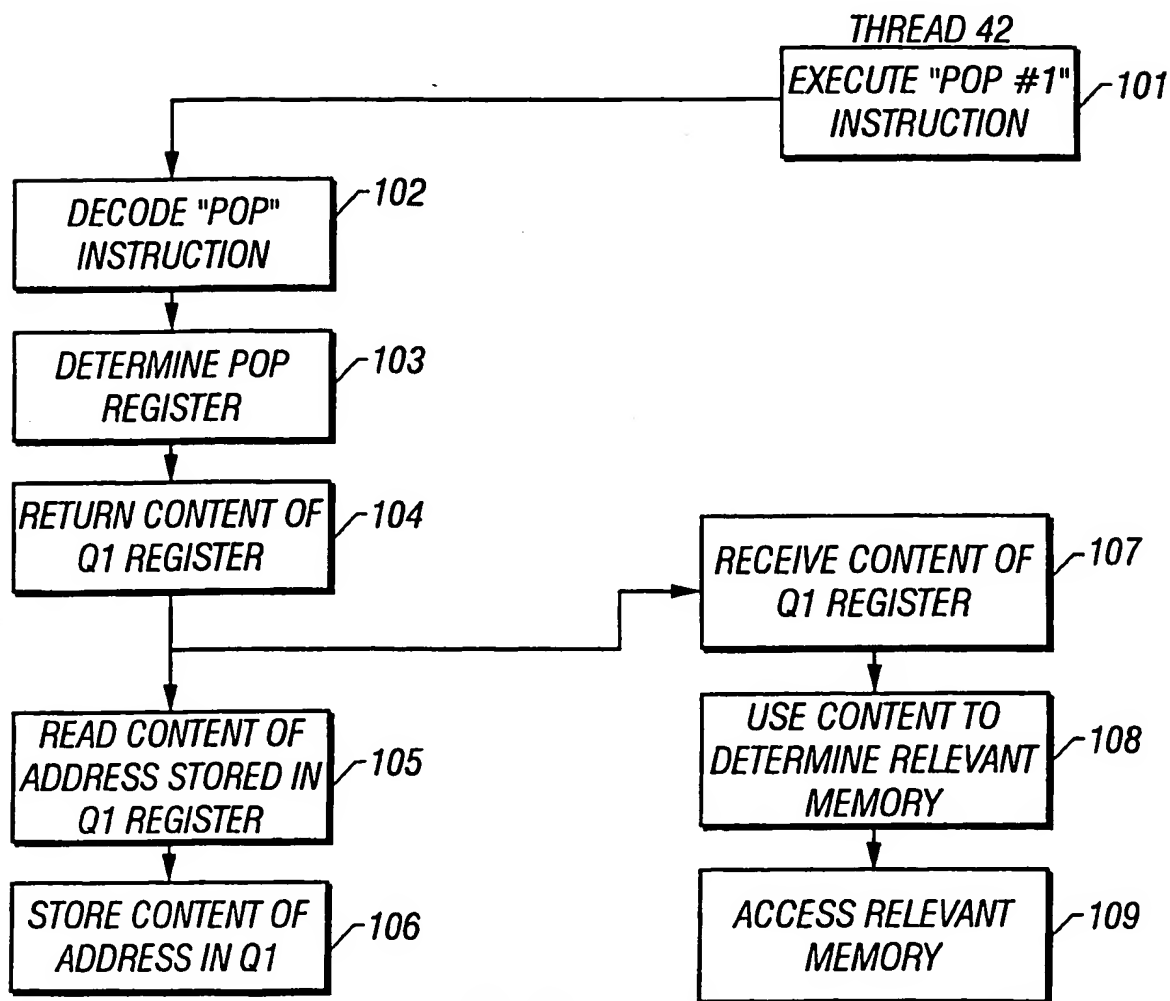 THREAD 42
EXECUTE "POP #1"
INSTRUCTION
101
DECODE "POP"
INSTRUCTION
102
DETERMINE POP
REGISTER
103
RETURN CONTENT OF
Q1 REGISTER
104
READ CONTENT OF
ADDRESS STORED IN
Q1 REGISTER
105
STORE CONTENT OF
ADDRESS IN Q1
106
RECEIVE CONTENT OF
Q1 REGISTER
107
USE CONTENT TO
DETERMINE RELEVANT
MEMORY
108
ACCESS RELEVANT
MEMORY
109